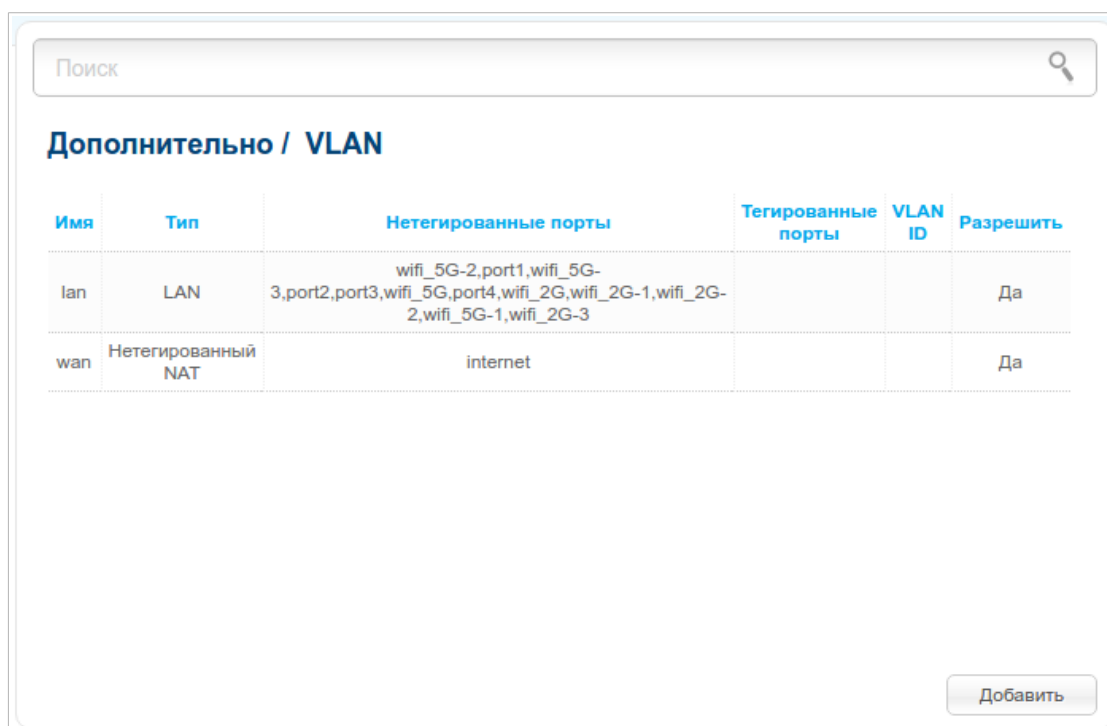 Поиск
Дополнительно / VLAN
Имя Тип Нетегированные порты Тегированные порты VLAN ID Разрешить
lan LAN wifi_5G-2,port1,wifi_5G-
3,port2,port3,wifi_5G,port4,wifi_2G,wifi_2G-1,wifi_2G-
2,wifi_5G-1,wifi_2G-3 Да
wan Нетегированный NAT internet Да
Добавить